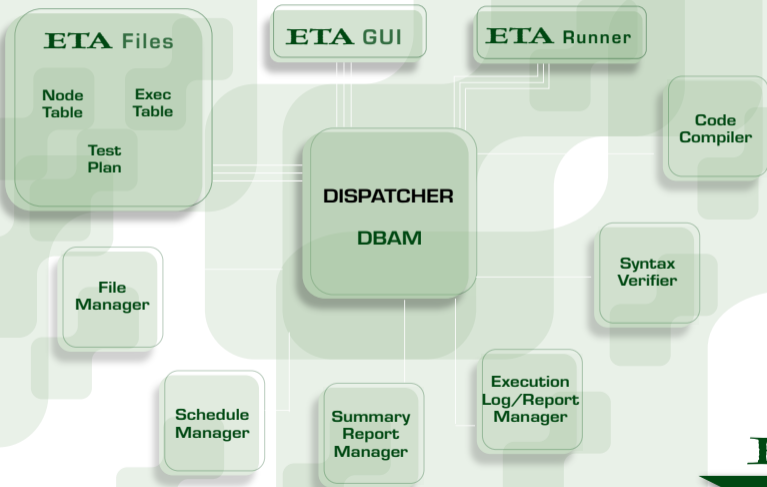 ETA Files
Node
Table
Exec
Table
Test
Plan
ETA GUI
ETA Runner
Code
Compiler
DISPATCHER
DBAM
Syntax
Verifier
File
Manager
Schedule
Manager
Summary
Report
Manager
Execution
Log/Report
Manager